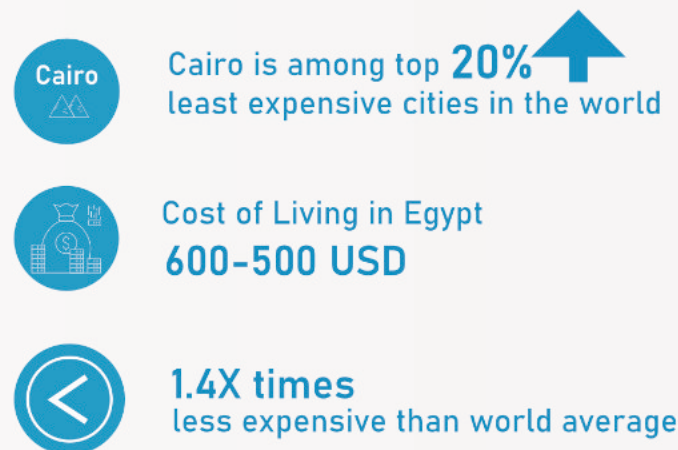 Cairo
Cairo is among top 20%
least expensive cities in the world
$
Cost of Living in Egypt
600-500 USD
1.4X times
less expensive than world average